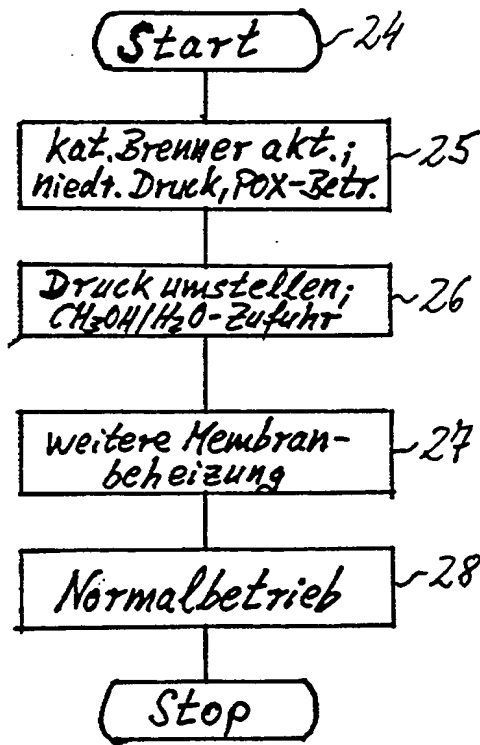 Start
24
kat. Brenner akt.;
niedr. Druck, POX-Betr.
25
Druck umstellen;
CH₃OH/H₂O-Zufuhr
26
weitere Membran-
beheizung
27
Normalbetrieb
28
Stop